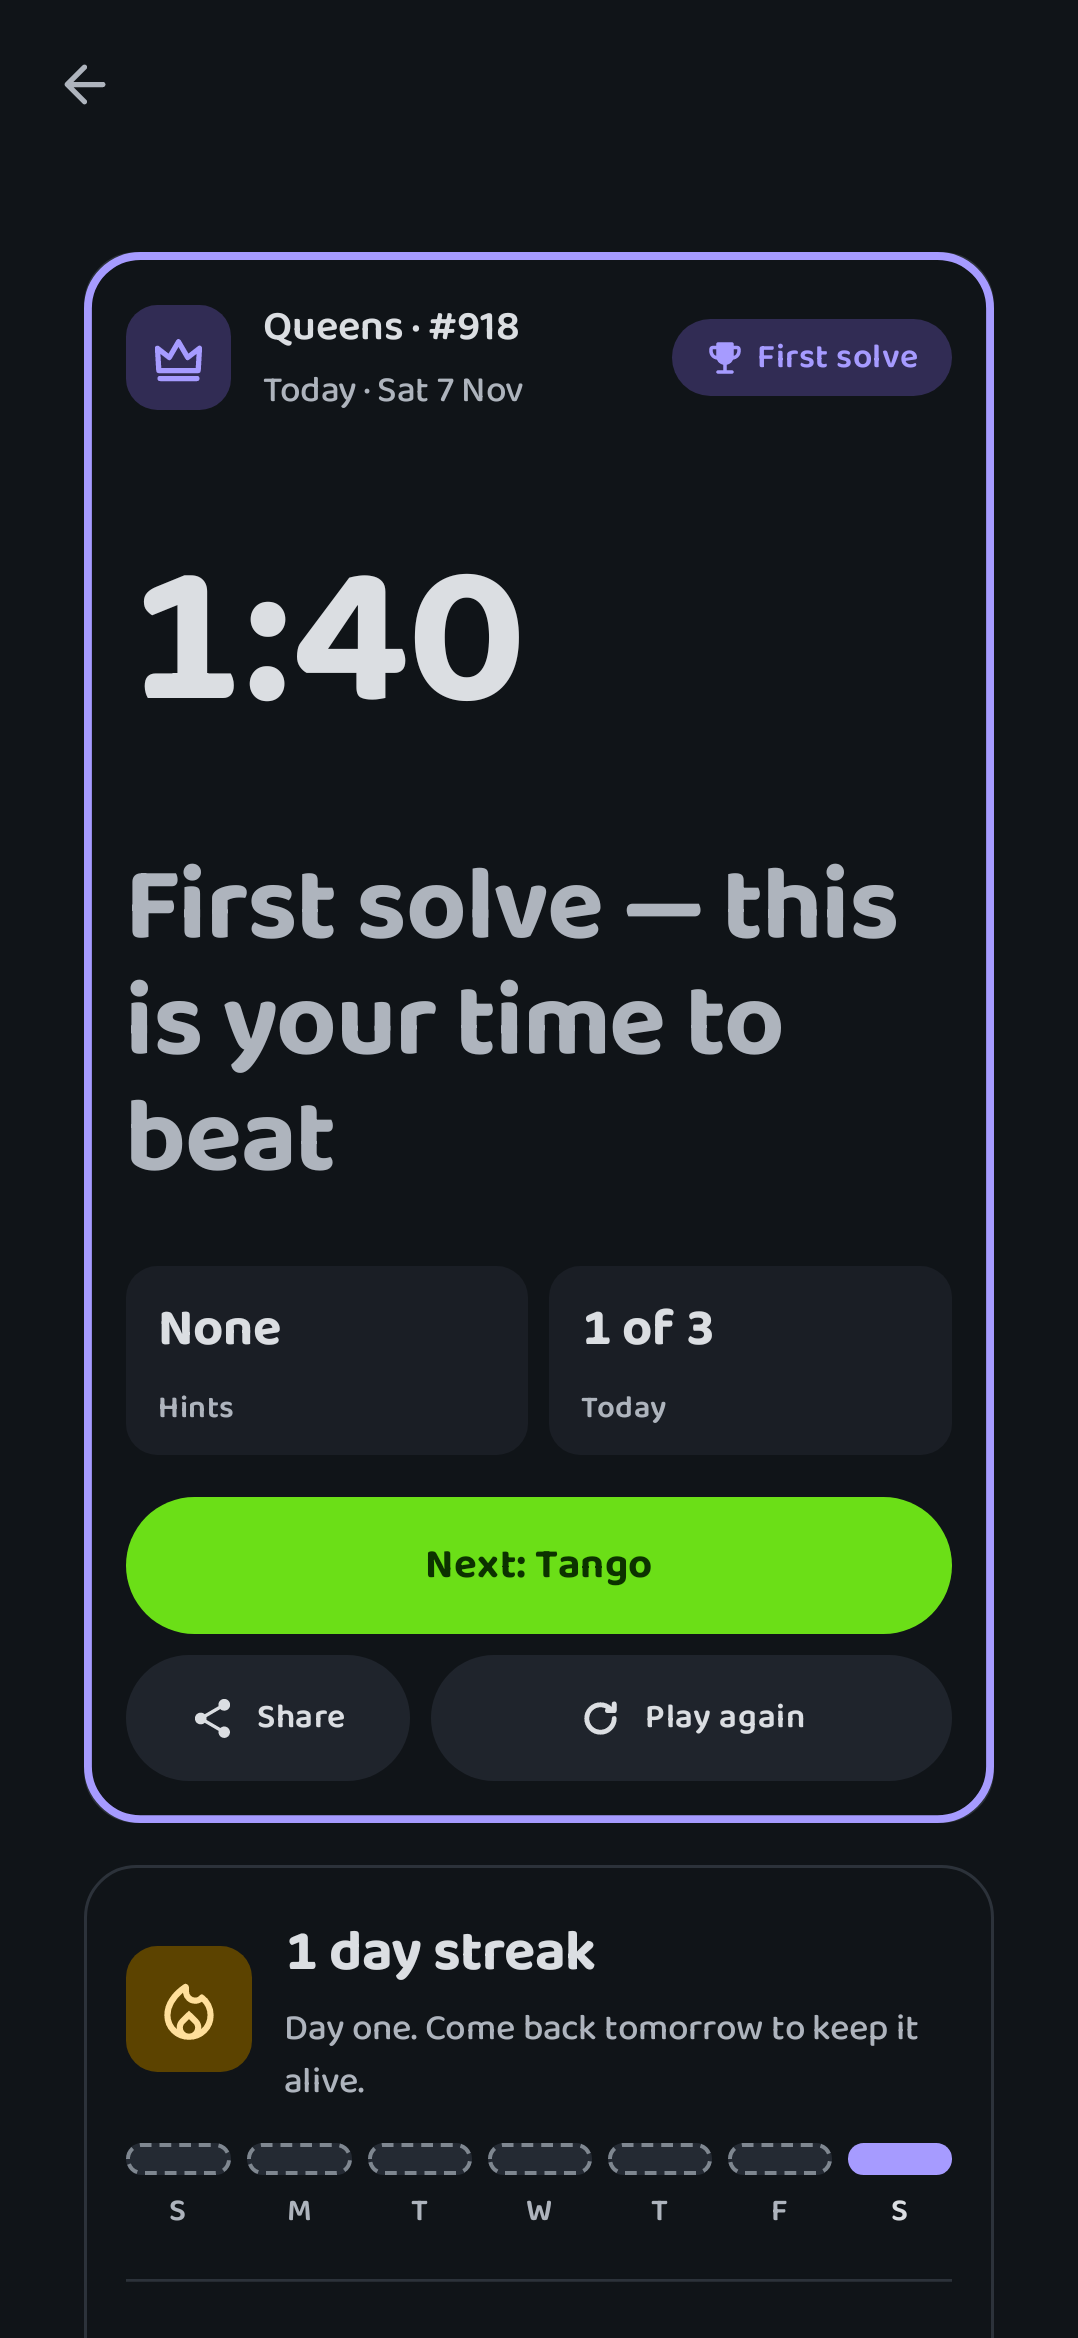 Queens · #918
Today · Sat 7 Nov
First solve
1:40
First solve — this
is your time to
beat
None
Hints
1 of 3
Today
Next: Tango
Share
Play again
1 day streak
Day one. Come back tomorrow to keep it
alive.
S M T W T F S